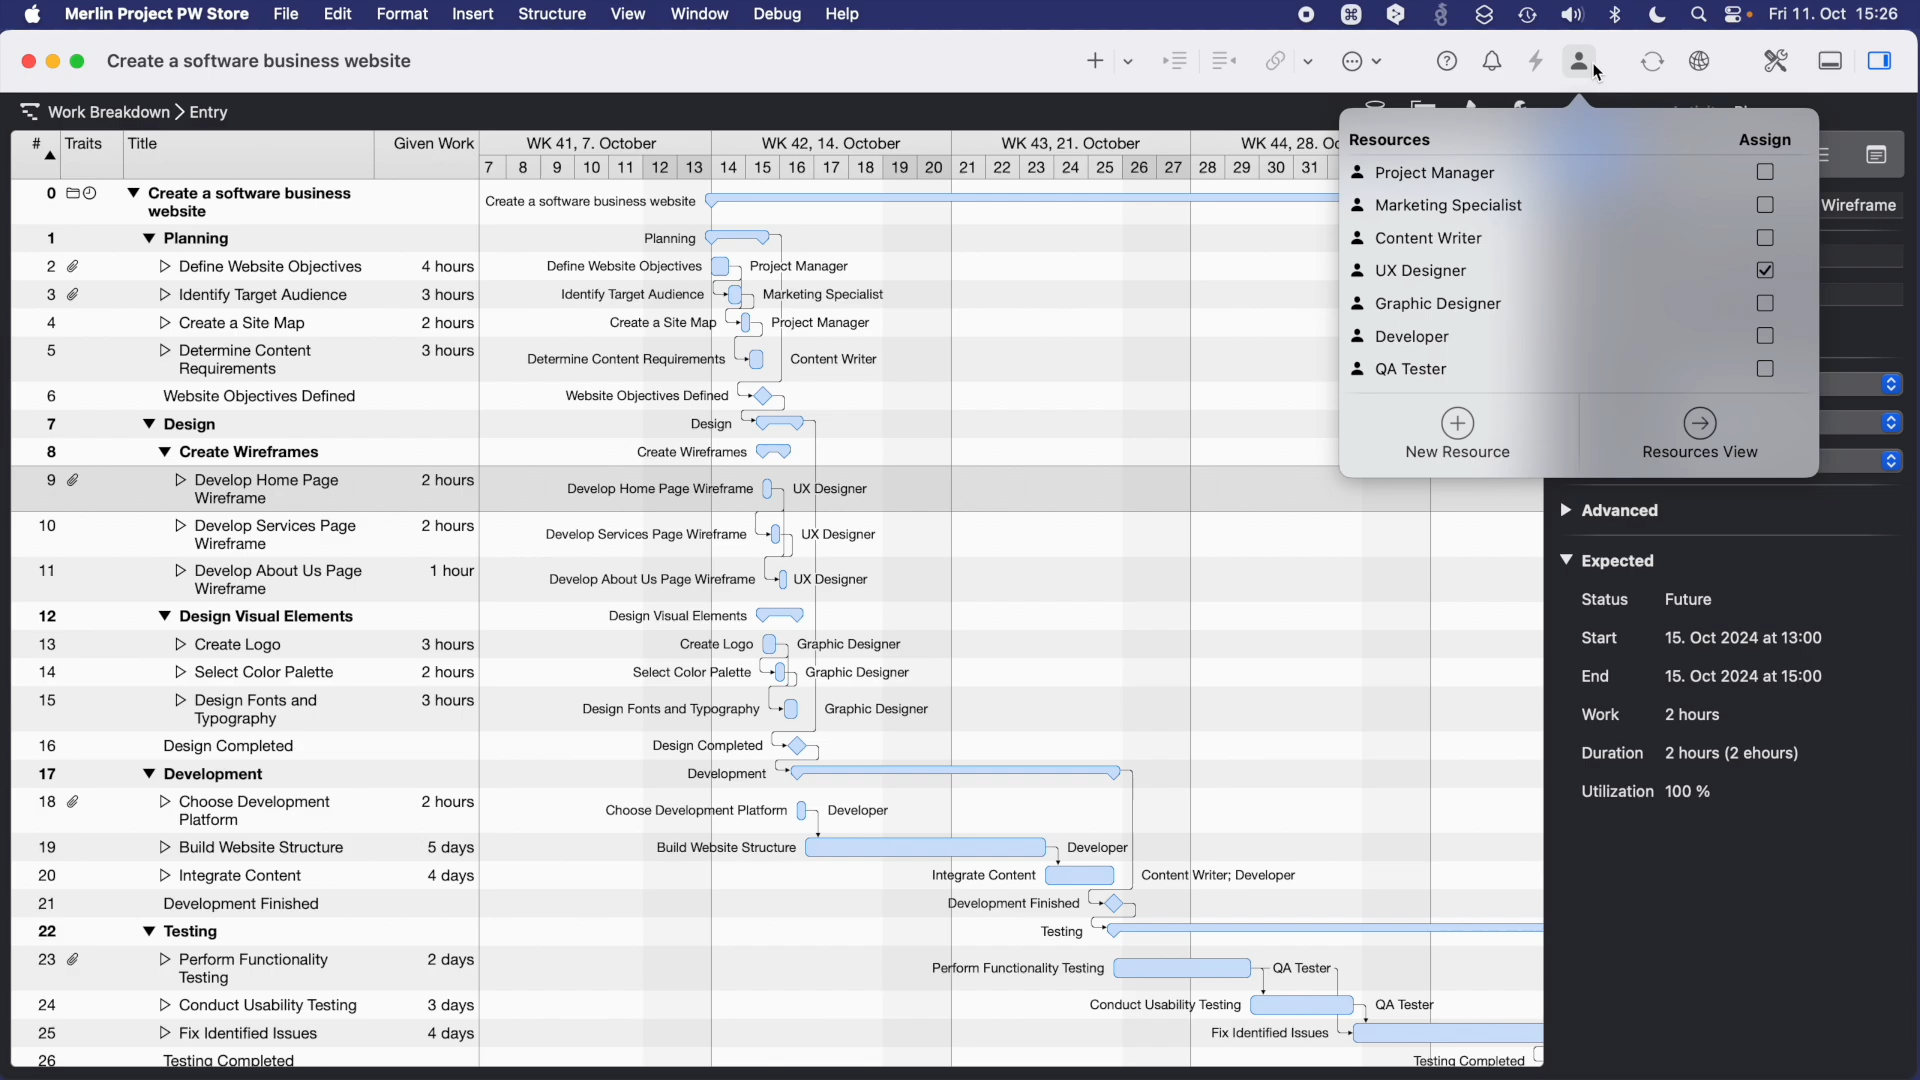 Merlin Project PW Store File Edit Format Insert Structure View Window Debug Help Fri 11. Oct 15:26
Create a software business website
Work Breakdown Entry
# Traits Title Given Work
WK 41, 7. October WK 42, 14. October WK 43, 21. October WK 44, 28. Oc
7 8 9 10 11 12 13 14 15 16 17 18 19 20 21 22 23 24 25 26 27 28 29 30 31
0 Create a software business
website
Create a software business website
1 Planning Planning
2 Define Website Objectives 4 hours Define Website Objectives Project Manager
3 Identify Target Audience 3 hours Identify Target Audience Marketing Specialist
4 Create a Site Map 2 hours Create a Site Map Project Manager
5 Determine Content
Requirements
3 hours Determine Content Requirements Content Writer
6 Website Objectives Defined Website Objectives Defined
7 Design Design
8 Create Wireframes Create Wireframes
9 Develop Home Page
Wireframe
2 hours Develop Home Page Wireframe UX Designer
10 Develop Services Page
Wireframe
2 hours Develop Services Page Wireframe UX Designer
11 Develop About Us Page
Wireframe
1 hour Develop About Us Page Wireframe UX Designer
12 Design Visual Elements Design Visual Elements
13 Create Logo 3 hours Create Logo Graphic Designer
14 Select Color Palette 2 hours Select Color Palette Graphic Designer
15 Design Fonts and
Typography
3 hours Design Fonts and Typography Graphic Designer
16 Design Completed Design Completed
17 Development Development
18 Choose Development
Platform
2 hours Choose Development Platform Developer
19 Build Website Structure 5 days Build Website Structure Developer
20 Integrate Content 4 days Integrate Content Content Writer; Developer
21 Development Finished Development Finished
22 Testing Testing
23 Perform Functionality
Testing
2 days Perform Functionality Testing QA Tester
24 Conduct Usability Testing 3 days Conduct Usability Testing QA Tester
25 Fix Identified Issues 4 days Fix Identified Issues
26 Testing Completed Testing Completed
Resources Assign
Project Manager
Marketing Specialist
Content Writer
UX Designer
Graphic Designer
Developer
QA Tester
New Resource Resources View
Wireframe
Advanced
Expected
Status Future
Start 15. Oct 2024 at 13:00
End 15. Oct 2024 at 15:00
Work 2 hours
Duration 2 hours (2 ehours)
Utilization 100 %